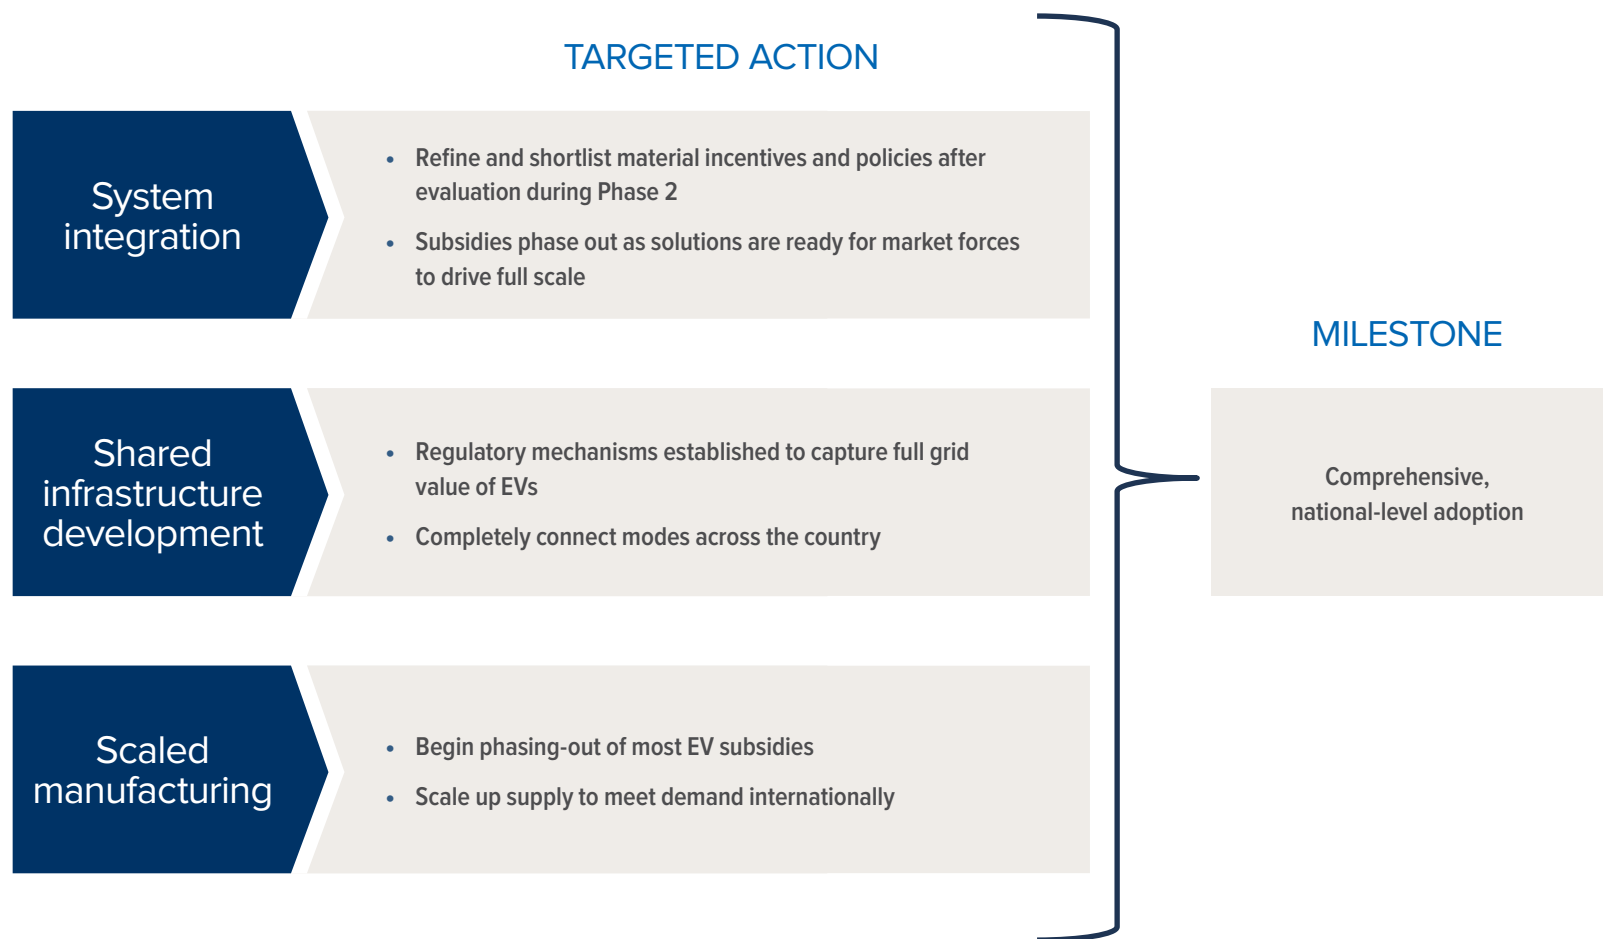 TARGETED ACTION
System
integration
• Refine and shortlist material incentives and policies after
evaluation during Phase 2
• Subsidies phase out as solutions are ready for market forces
to drive full scale
Shared
infrastructure
development
• Regulatory mechanisms established to capture full grid
value of EVs
• Completely connect modes across the country
Scaled
manufacturing
• Begin phasing-out of most EV subsidies
• Scale up supply to meet demand internationally
MILESTONE
Comprehensive,
national-level adoption